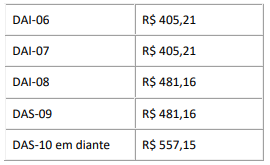 DAI-06 R$ 405,21
DAI-07 R$ 405,21
DAI-08 R$ 481,16
DAS-09 R$ 481,16
DAS-10 em diante R$ 557,15